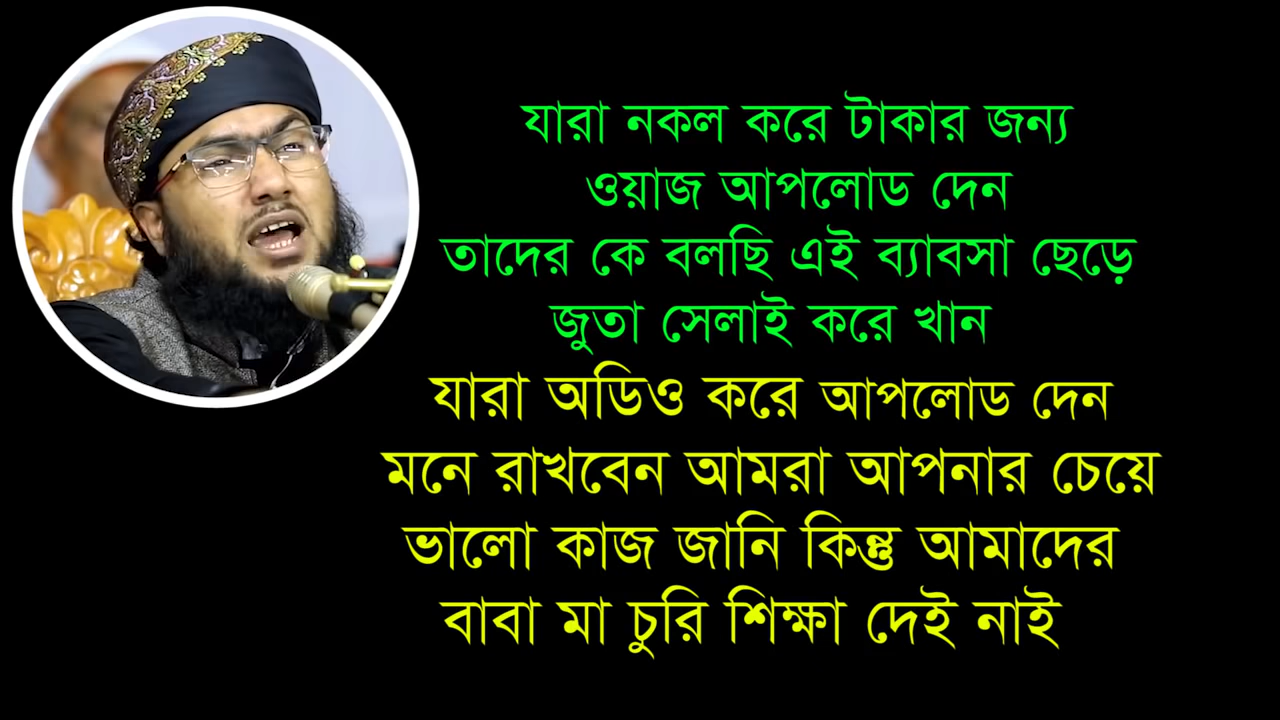 যারা নকল করে টাকার জন্য
ওয়াজ আপলোড দেন
তাদের কে বলছি এই ব্যাবসা ছেড়ে
জুতা সেলাই করে খান
যারা অডিও করে আপলোড দেন
মনে রাখবেন আমরা আপনার চেয়ে
ভালো কাজ জানি কিন্তু আমাদের
বাবা মা চুরি শিক্ষা দেই নাই